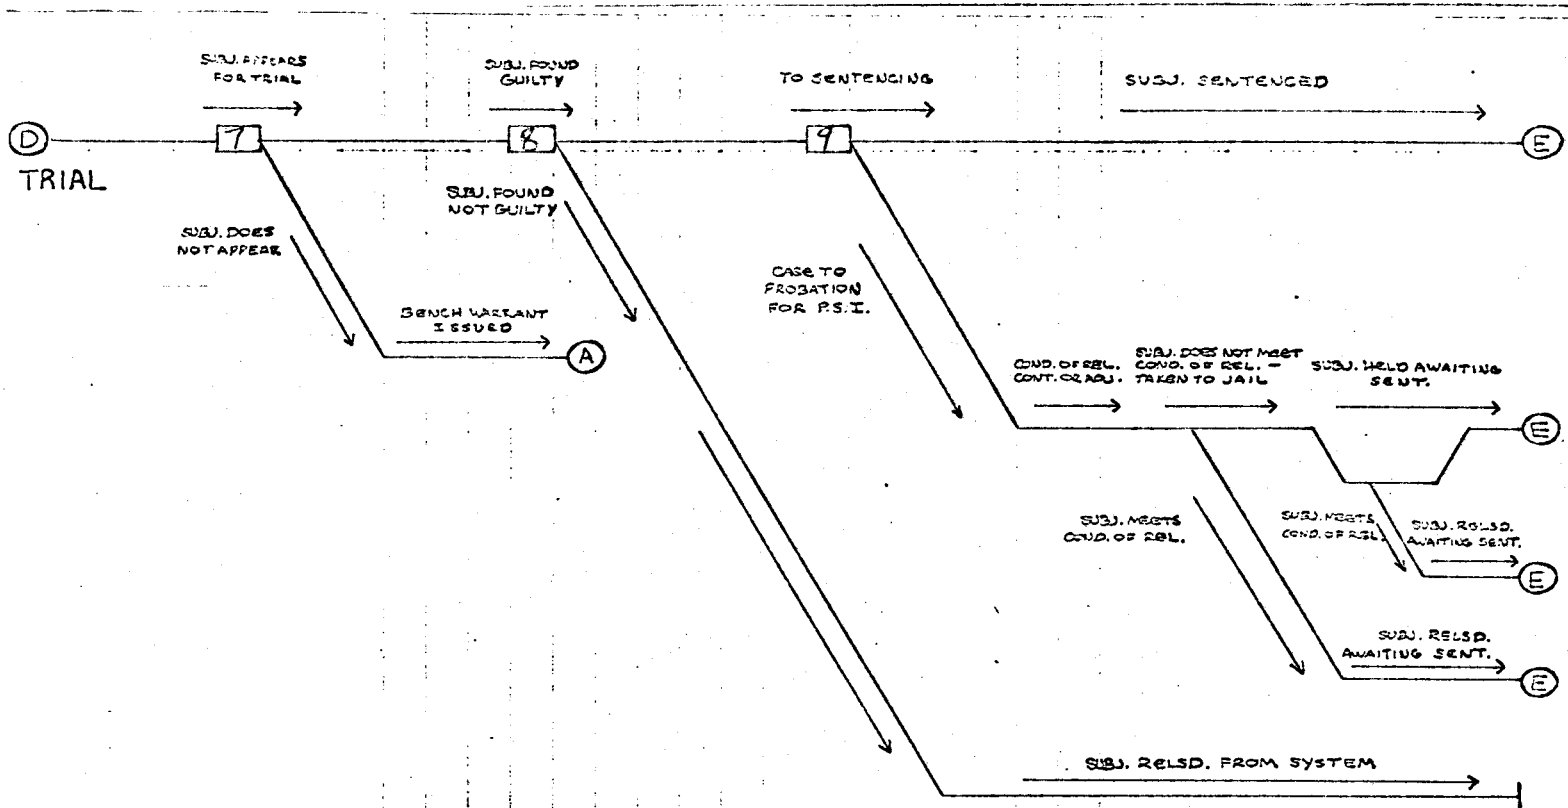 SUBJ. APPEARS
FOR TRIAL
SUBJ. FOUND
GUILTY
TO SENTENCING
SUBJ. SENTENCED
D
7
8
9
E
TRIAL
SUBJ. DOES
NOT APPEAR
SUBJ. FOUND
NOT GUILTY
CASE TO
PROBATION
FOR P.S.I.
BENCH WARRANT
ISSUED
A
COND. OF REL.
CONT. OR ADJ.
SUBJ. DOES NOT MEET
COND. OF REL. -
TAKEN TO JAIL
SUBJ. HELD AWAITING
SENT.
E
SUBJ. MEETS
COND. OF REL.
SUBJ. MEETS
COND. OF REL.
SUBJ. RELSD.
AWAITING SENT.
E
SUBJ. RELSD.
AWAITING SENT.
E
SUBJ. RELSD. FROM SYSTEM